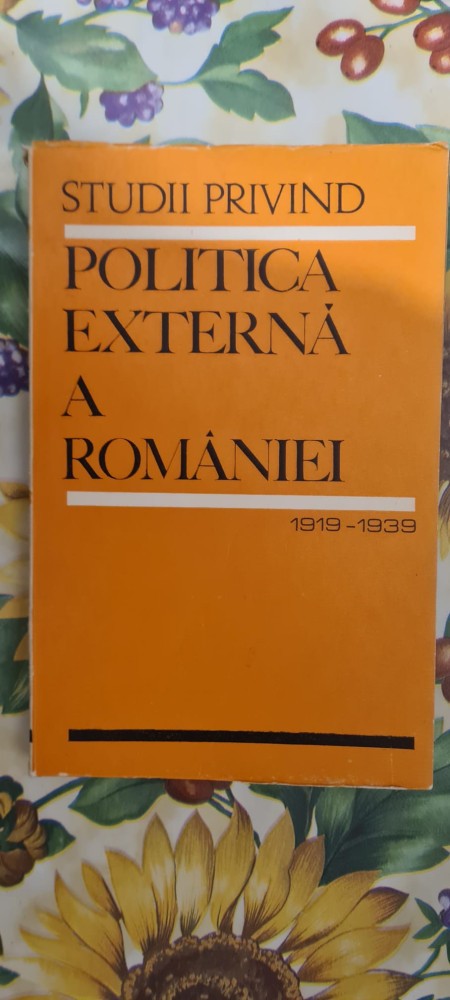 STUDII PRIVIND
POLITICA
EXTERNĂ
A
ROMÂNIEI
1919-1939